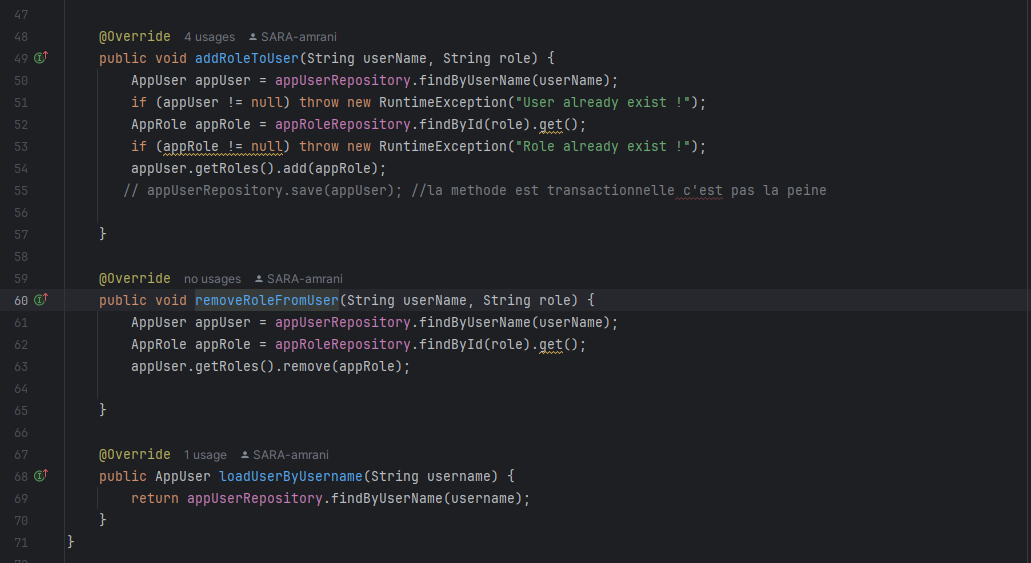 47
48 @Override 4 usages SARA-amrani
49 public void addRoleToUser(String userName, String role) {
50 AppUser appUser = appUserRepository.findByUserName(userName);
51 if (appUser != null) throw new RuntimeException("User already exist !");
52 AppRole appRole = appRoleRepository.findById(role).get();
53 if (appRole != null) throw new RuntimeException("Role already exist !");
54 appUser.getRoles().add(appRole);
55 // appUserRepository.save(appUser); //la methode est transactionnelle c'est pas la peine
56
57 }
58
59 @Override no usages SARA-amrani
60 public void removeRoleFromUser(String userName, String role) {
61 AppUser appUser = appUserRepository.findByUserName(userName);
62 AppRole appRole = appRoleRepository.findById(role).get();
63 appUser.getRoles().remove(appRole);
64
65 }
66
67 @Override 1 usage SARA-amrani
68 public AppUser loadUserByUsername(String username) {
69 return appUserRepository.findByUserName(username);
70 }
71 }